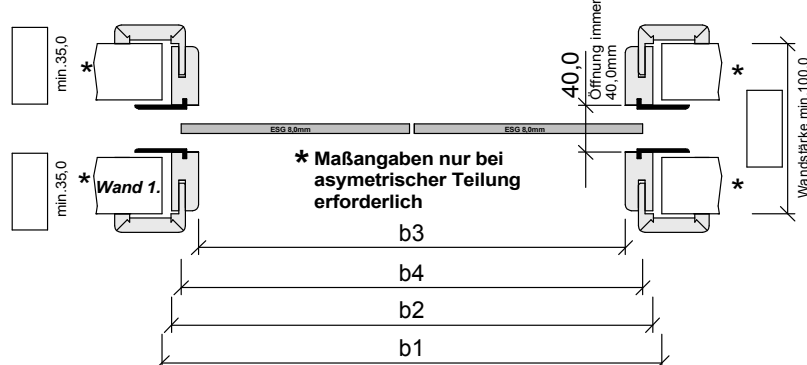 min.35,0
*
*
40,0
Öffnung immer
40,0mm
ESG 8,0mm
ESG 8,0mm
Wandstärke min.100,0
min.35,0
*
Wand 1.
* Maßangaben nur bei
asymetrischer Teilung
erforderlich
*
b3
b4
b2
b1